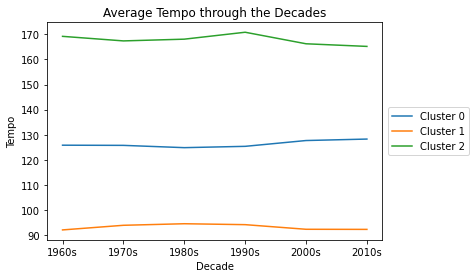 Average Tempo through the Decades
Tempo
170
160
150
140
130
120
110
100
90
1960s 1970s 1980s 1990s 2000s 2010s
Decade
Cluster 0
Cluster 1
Cluster 2